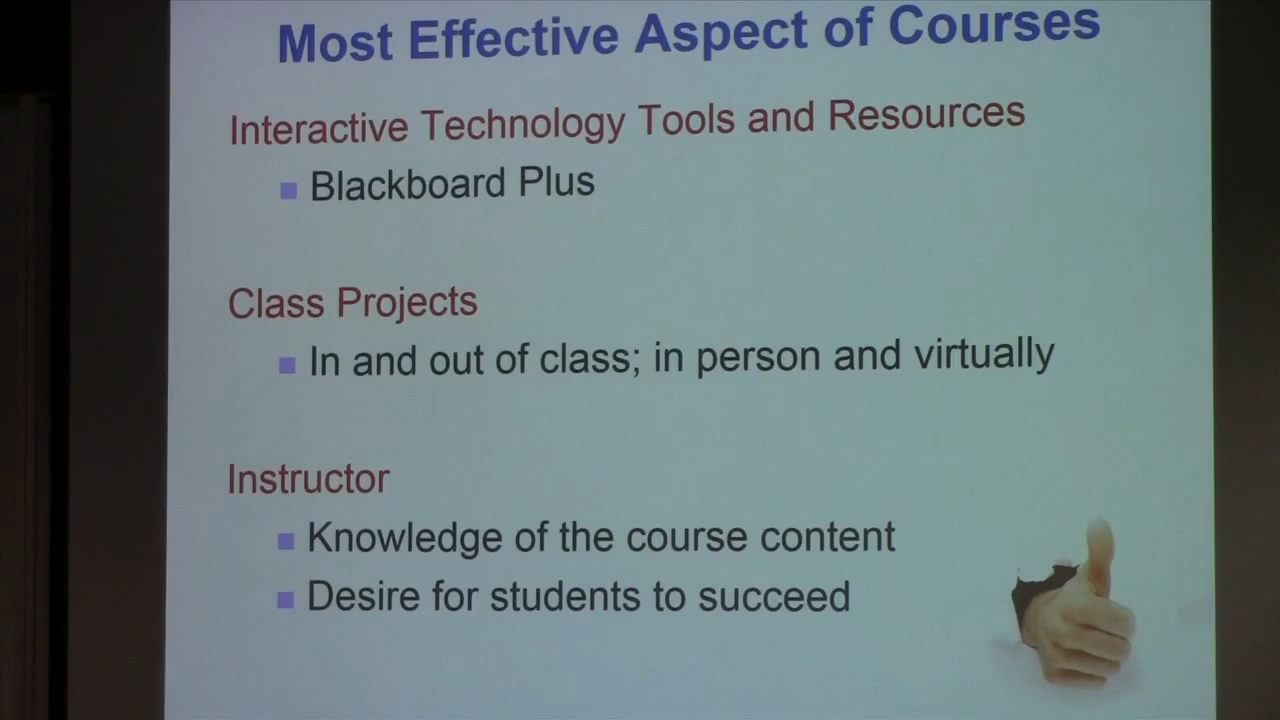 Most Effective Aspect of Courses
Interactive Technology Tools and Resources
Blackboard Plus
Class Projects
In and out of class; in person and virtually
Instructor
Knowledge of the course content
Desire for students to succeed